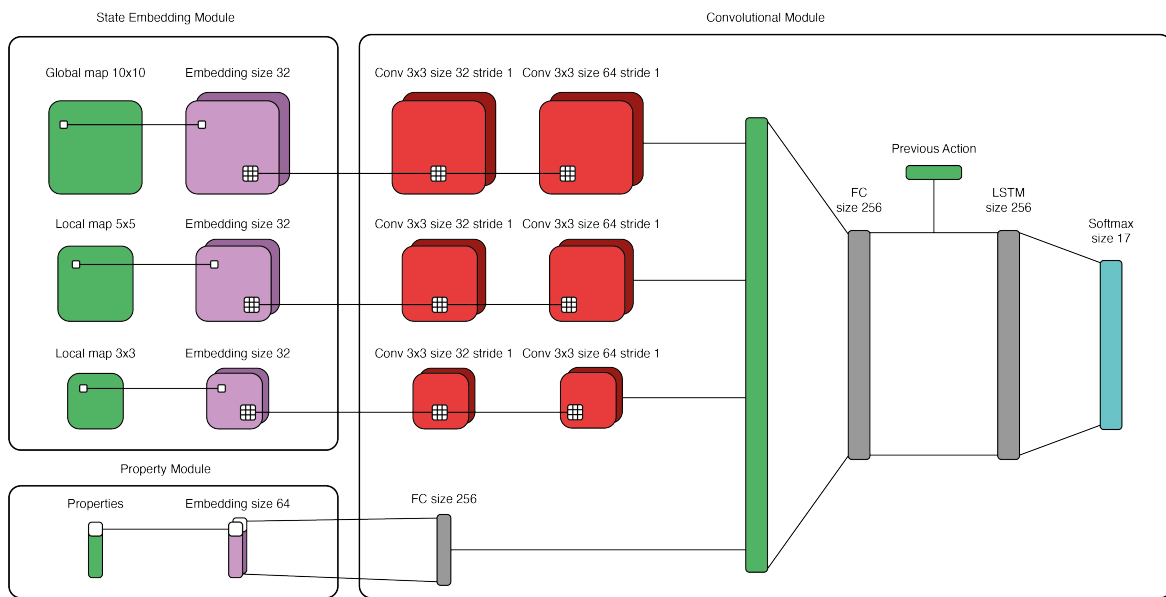 State Embedding Module
Convolutional Module
Global map 10x10
Embedding size 32
Conv 3x3 size 32 stride 1
Conv 3x3 size 64 stride 1
Local map 5x5
Embedding size 32
Conv 3x3 size 32 stride 1
Conv 3x3 size 64 stride 1
Local map 3x3
Embedding size 32
Conv 3x3 size 32 stride 1
Conv 3x3 size 64 stride 1
Previous Action
FC
size 256
LSTM
size 256
Softmax
size 17
Property Module
Properties
Embedding size 64
FC size 256